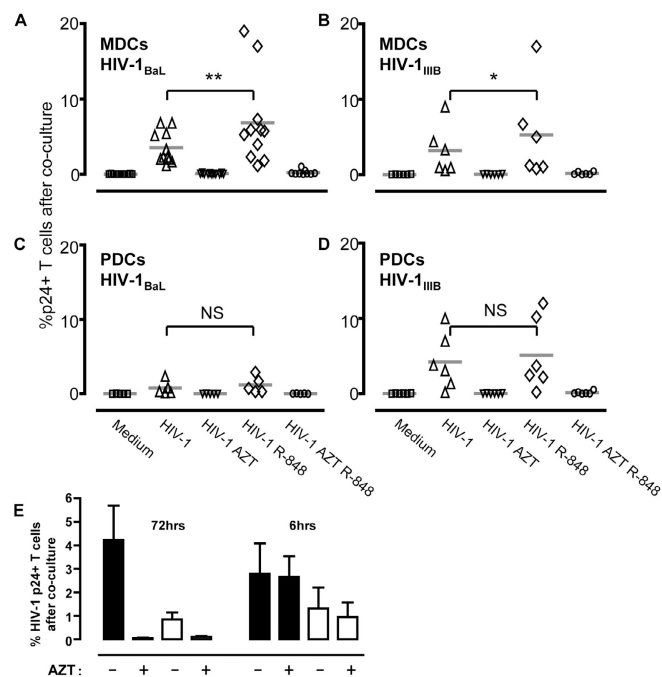 A
B
20
20
MDCs
HIV-1BaL
MDCs
HIV-1IIIB
**
*
10
10
0
0
%p24+ T cells after co-culture
C
D
20
20
PDCs
HIV-1BaL
PDCs
HIV-1IIIB
NS
NS
10
10
0
0
Medium
HIV-1
HIV-1 AZT
HIV-1 R-848
HIV-1 AZT R-848
Medium
HIV-1
HIV-1 AZT
HIV-1 R-848
HIV-1 AZT R-848
E
% HIV-1 p24+ T cells
after co-culture
6
5
4
3
2
1
0
72hrs
6hrs
AZT : – + – + – + – +